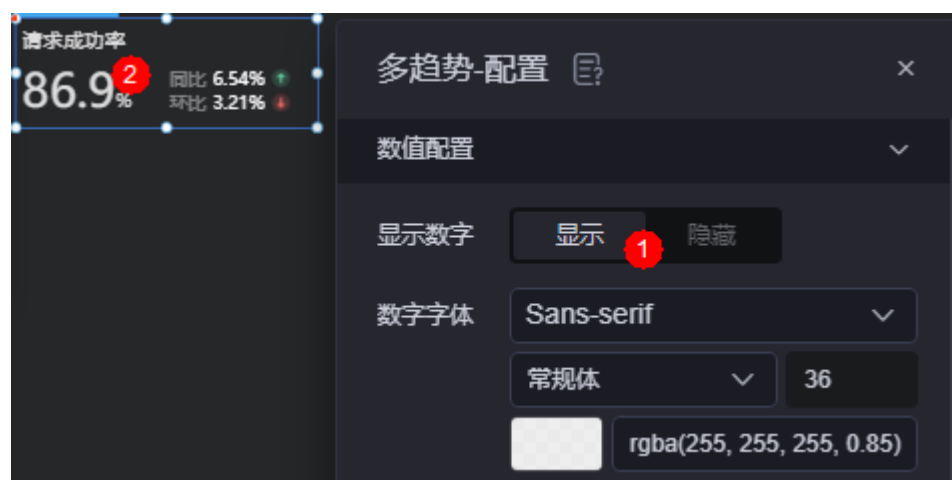 请求成功率
86.9%
2
同比 6.54%
环比 3.21%
多趋势-配置
数值配置
显示数字 显示 1 隐藏
数字字体 Sans-serif
常规体 36
rgba(255, 255, 255, 0.85)